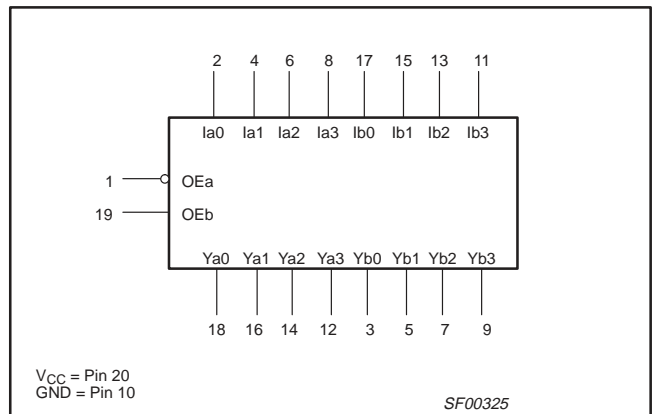 2 4 6 8 17 15 13 11
Ia0 Ia1 Ia2 Ia3 Ib0 Ib1 Ib2 Ib3
1 OEa
19 OEb
Ya0 Ya1 Ya2 Ya3 Yb0 Yb1 Yb2 Yb3
18 16 14 12 3 5 7 9
VCC = Pin 20
GND = Pin 10
SF00325